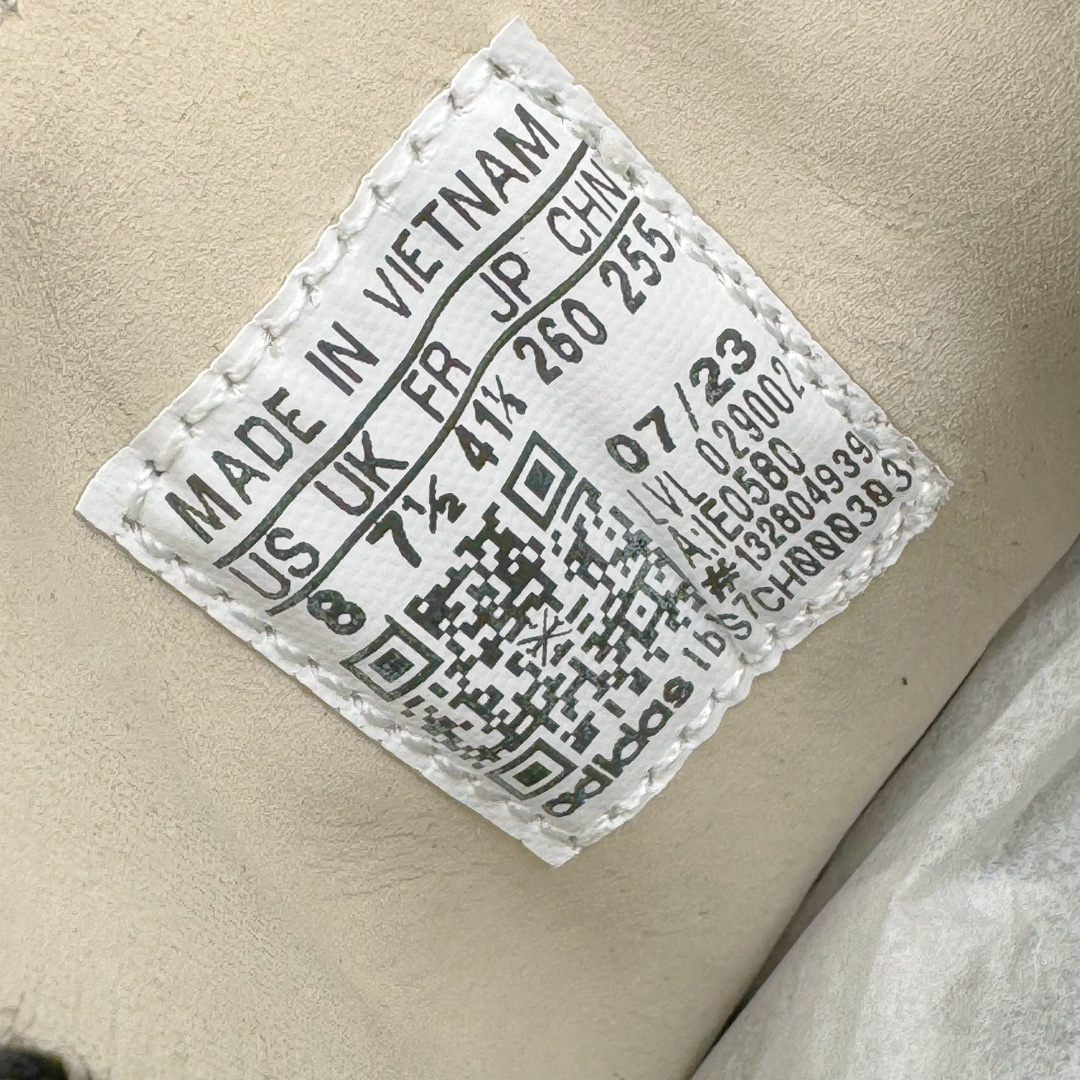 MADE IN VIETNAM
US UK FR JP CHN
8 7½ 41⅓ 260 255
07/23
LVL 029002
A:IE0580
#132804939
adidas 1bS7CH000303